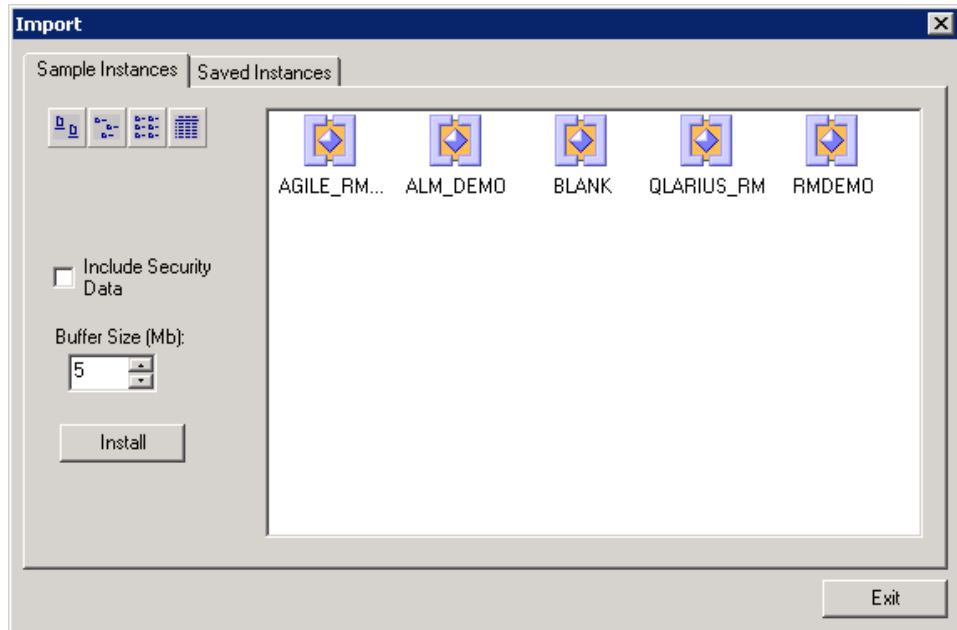 Import
Sample Instances
Saved Instances
AGILE_RM... ALM_DEMO BLANK QLARIUS_RM RMDEMO
Include Security
Data
Buffer Size (Mb):
5
Install
Exit